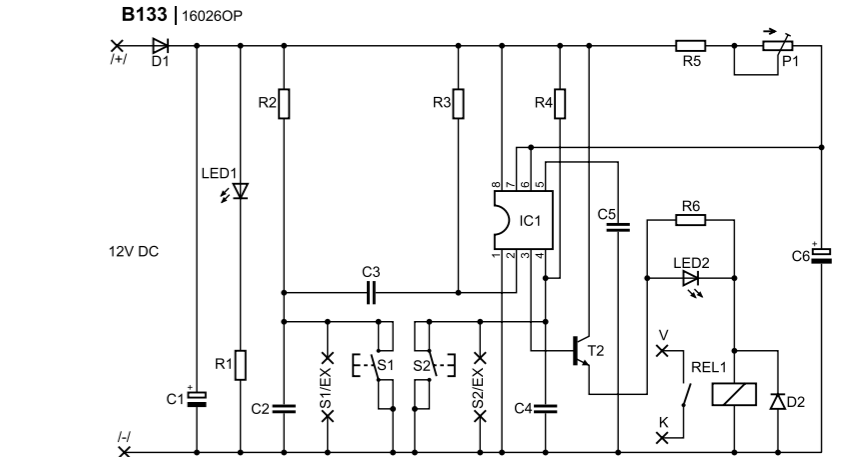 B133 | 16026OP
/+/
D1
R5
P1
R2
R3
R4
LED1
8 7 6 5
IC1
1 2 3 4
C5
R6
12V DC
C3
LED2
C6
+
V
R1
S1/EX
S1
S2
S2/EX
T2
REL1
C1
+
C2
C4
K
D2
/-/